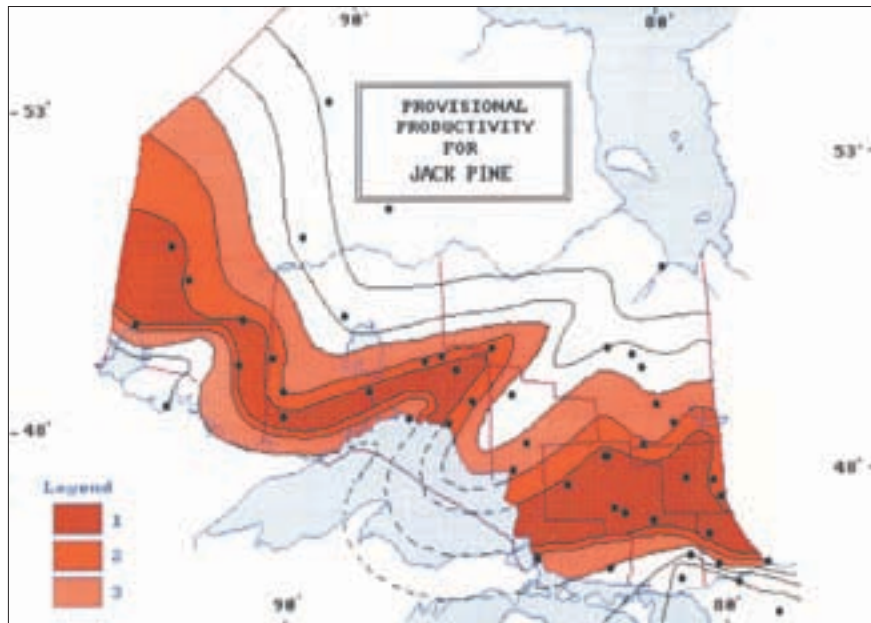 90°
80°
PROVISIONAL
PRODUCTIVITY
FOR
JACK PINE
53°
53°
48°
48°
Legend
1
2
3
90°
80°